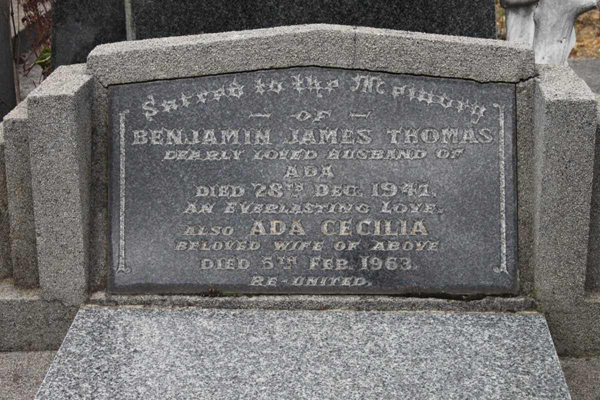 Sacred to the Memory
— OF —
BENJAMIN JAMES THOMAS
DEARLY LOVED HUSBAND OF
ADA
DIED 28TH DEC. 1941.
AN EVERLASTING LOVE.
ALSO ADA CECILIA
BELOVED WIFE OF ABOVE
DIED 5TH FEB. 1963.
RE-UNITED.